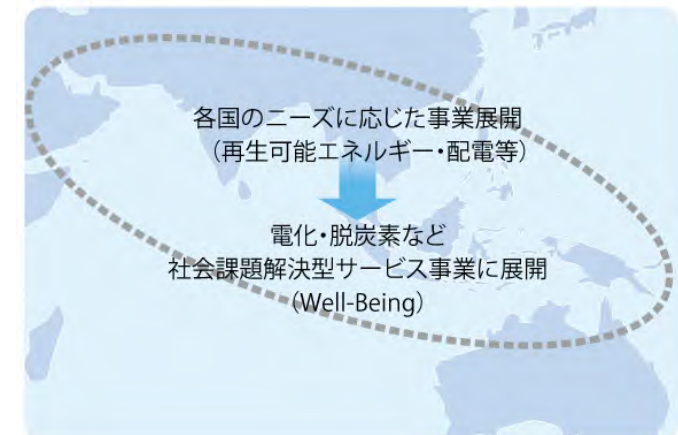 各国のニーズに応じた事業展開
(再生可能エネルギー・配電等)
電化・脱炭素など
社会課題解決型サービス事業に展開
(Well-Being)